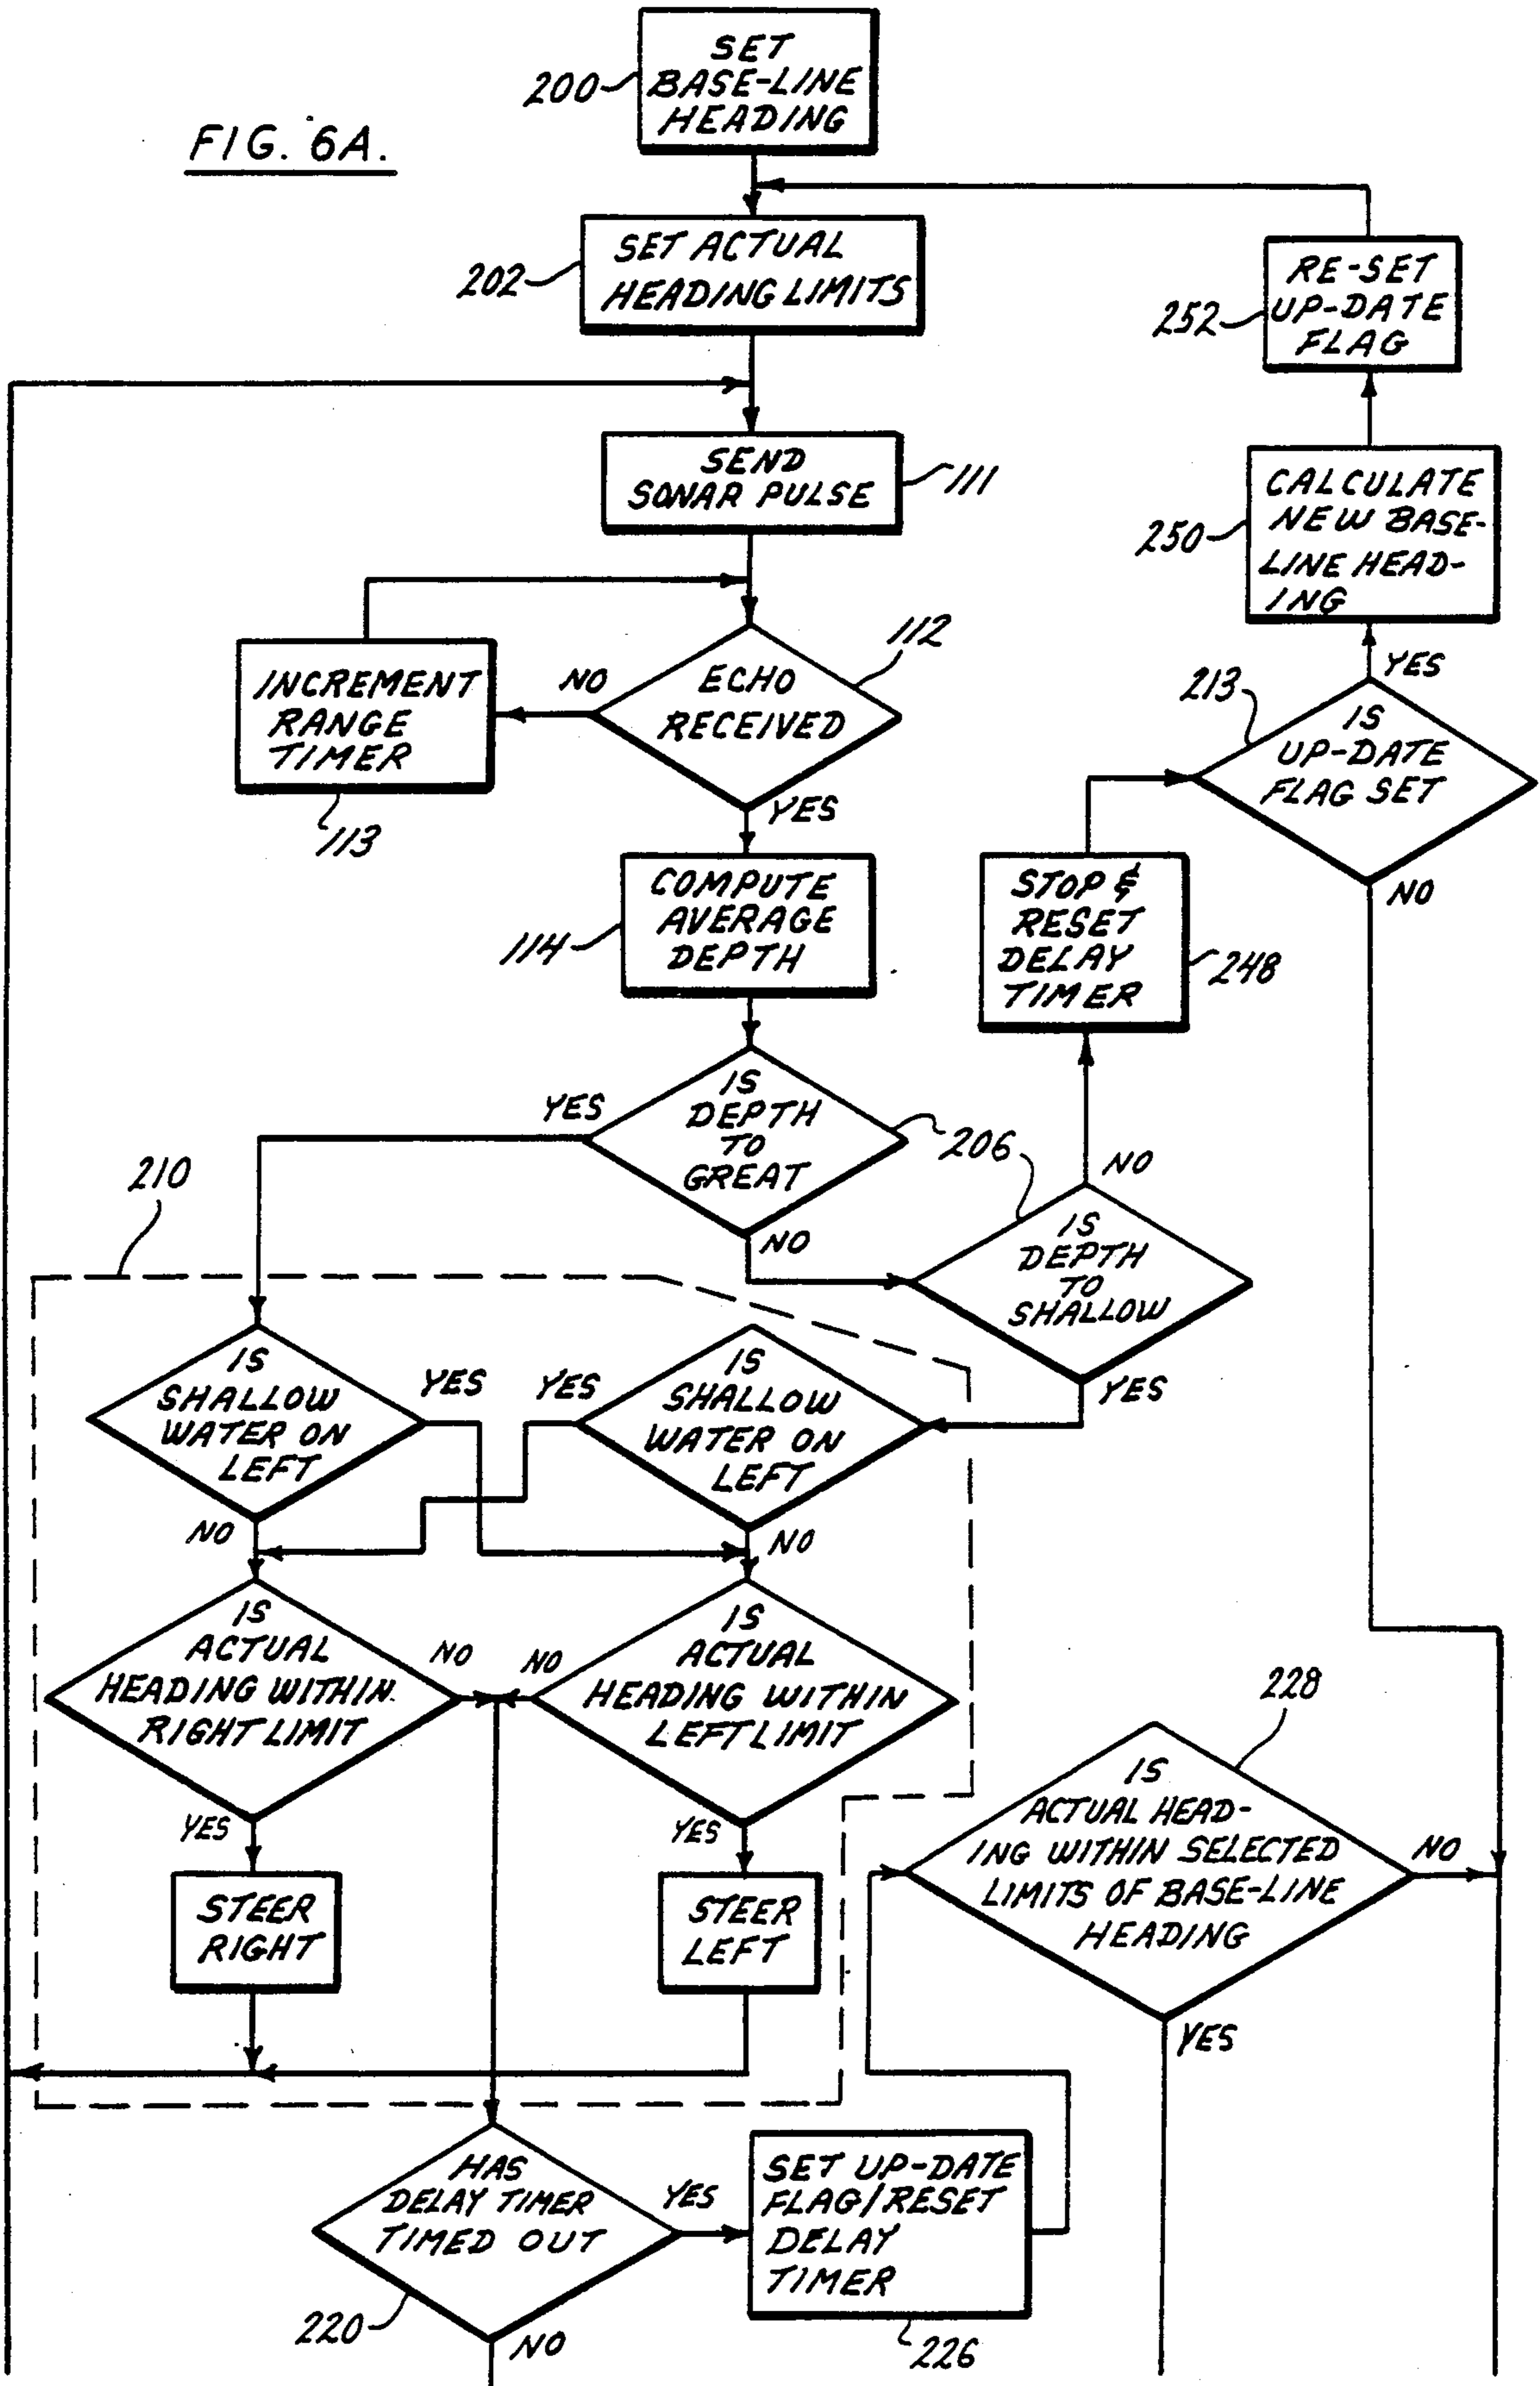 FIG. 6A.
200
SET
BASE-LINE
HEADING
202
SET ACTUAL
HEADING LIMITS
RE-SET
UP-DATE
FLAG
252
SEND
SONAR PULSE
111
CALCULATE
NEW BASE-
LINE HEAD-
ING
250
INCREMENT
RANGE
TIMER
113
NO
ECHO
RECEIVED
112
YES
YES
213
IS
UP-DATE
FLAG SET
NO
COMPUTE
AVERAGE
DEPTH
114
STOP &
RESET
DELAY
TIMER
248
YES
IS
DEPTH
TO
GREAT
206
NO
NO
IS
DEPTH
TO
SHALLOW
YES
210
IS
SHALLOW
WATER ON
LEFT
YES
NO
YES
IS
SHALLOW
WATER ON
LEFT
NO
IS
ACTUAL
HEADING WITHIN
RIGHT LIMIT
NO
YES
NO
IS
ACTUAL
HEADING WITHIN
LEFT LIMIT
YES
228
IS
ACTUAL HEAD-
ING WITHIN SELECTED
LIMITS OF BASE-LINE
HEADING
NO
YES
STEER
RIGHT
STEER
LEFT
HAS
DELAY TIMER
TIMED OUT
YES
220
NO
SET UP-DATE
FLAG/RESET
DELAY
TIMER
226